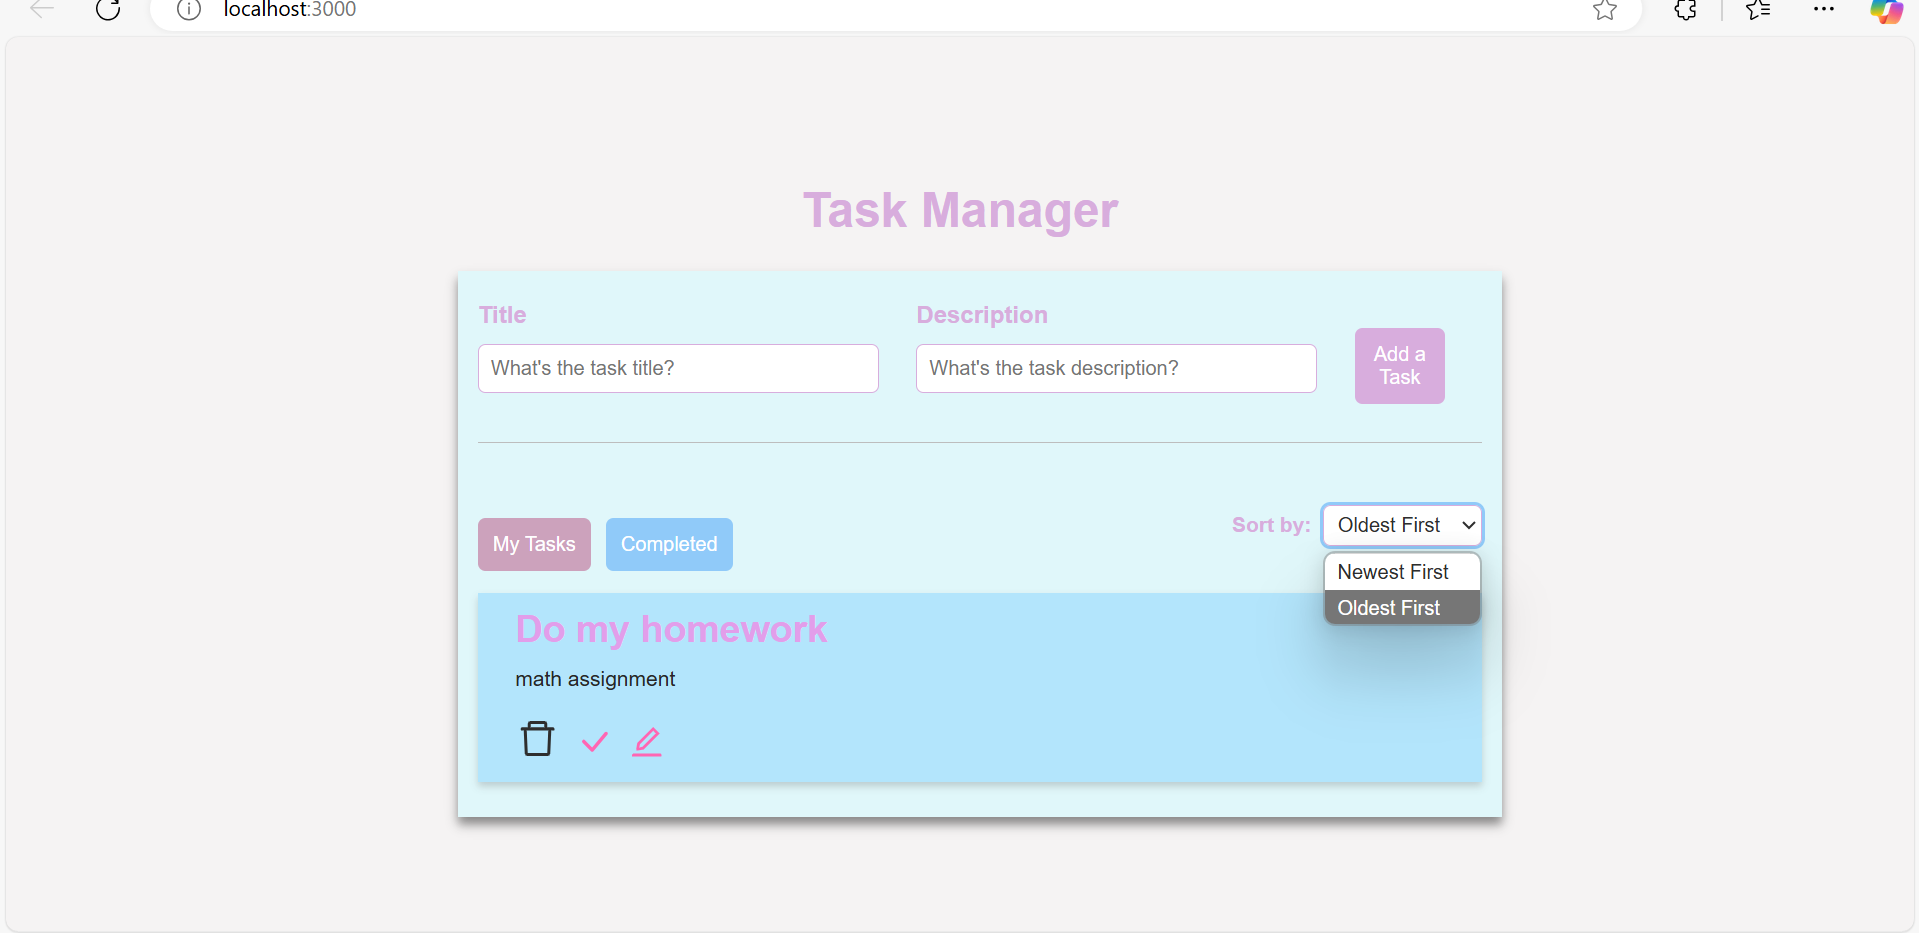 localhost:3000
Task Manager
Title
Description
What's the task title?
What's the task description?
Add a
Task
My Tasks
Completed
Sort by:
Oldest First
Newest First
Oldest First
Do my homework
math assignment